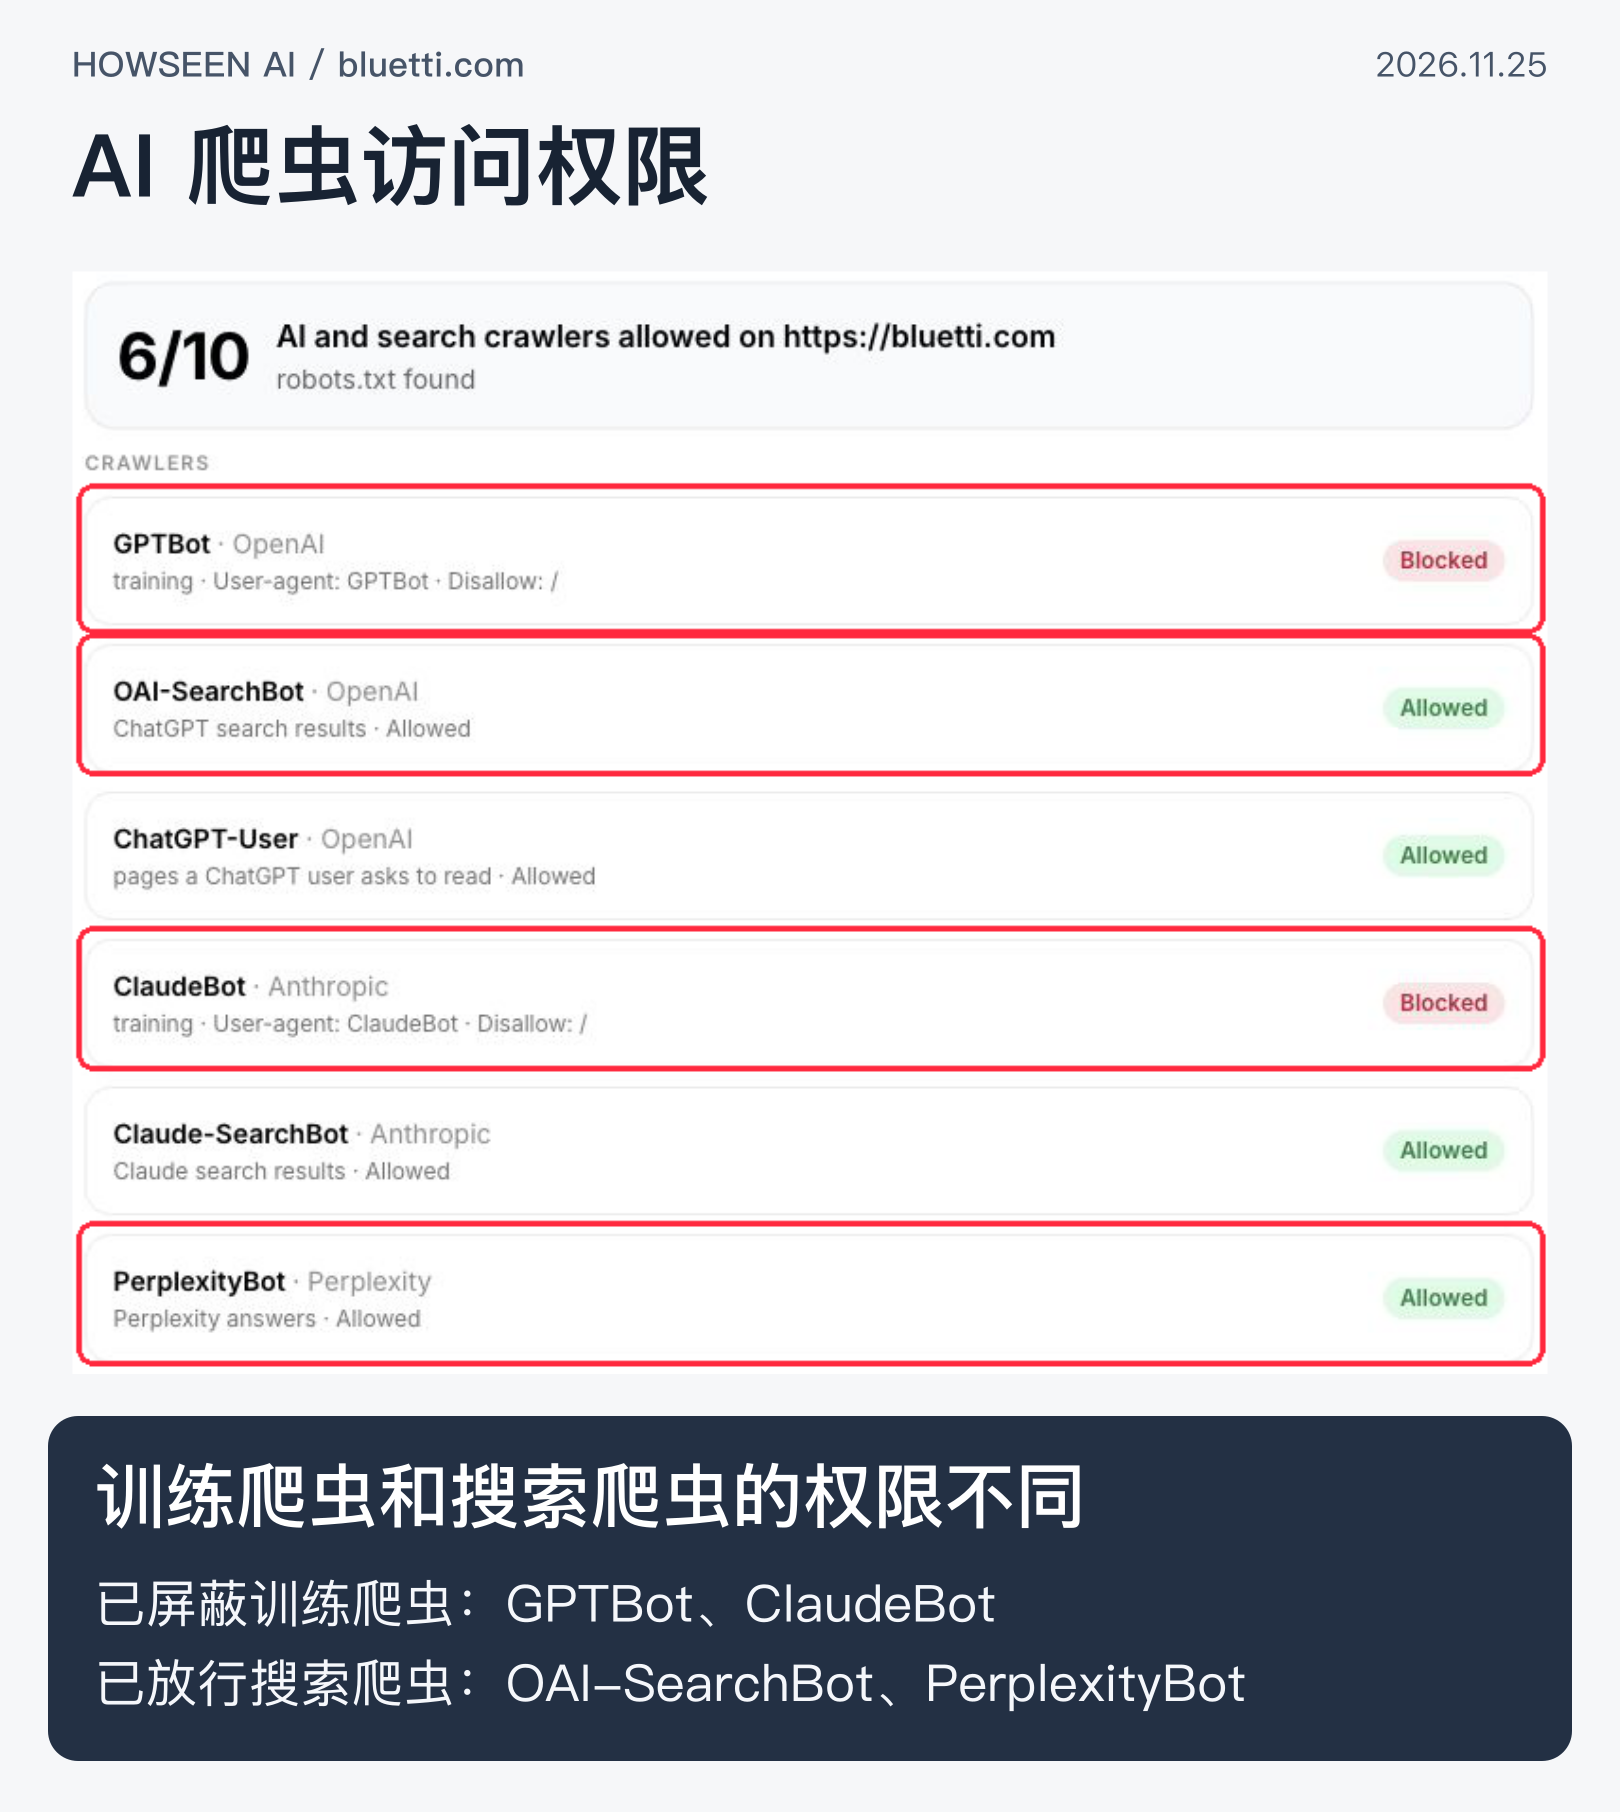 HOWSEEN AI / bluetti.com
2026.11.25
AI 爬虫访问权限
6/10
AI and search crawlers allowed on https://bluetti.com
robots.txt found
CRAWLERS
GPTBot · OpenAI
training · User-agent: GPTBot · Disallow: /
Blocked
OAI-SearchBot · OpenAI
ChatGPT search results · Allowed
Allowed
ChatGPT-User · OpenAI
pages a ChatGPT user asks to read · Allowed
Allowed
ClaudeBot · Anthropic
training · User-agent: ClaudeBot · Disallow: /
Blocked
Claude-SearchBot · Anthropic
Claude search results · Allowed
Allowed
PerplexityBot · Perplexity
Perplexity answers · Allowed
Allowed
训练爬虫和搜索爬虫的权限不同
已屏蔽训练爬虫：GPTBot、ClaudeBot
已放行搜索爬虫：OAI-SearchBot、PerplexityBot